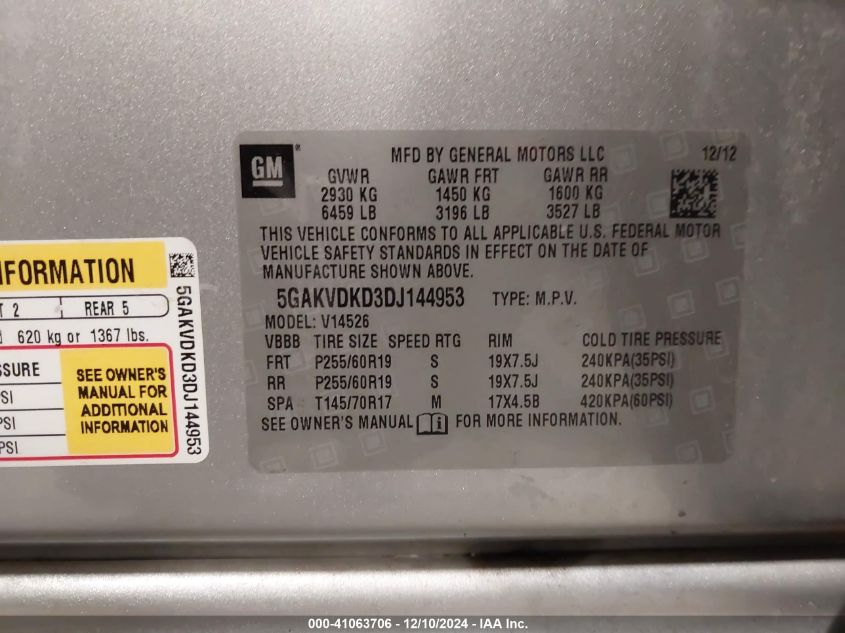 GM
MFD BY GENERAL MOTORS LLC 12/12
GVWR GAWR FRT GAWR RR
2930 KG 1450 KG 1600 KG
6459 LB 3196 LB 3527 LB
THIS VEHICLE CONFORMS TO ALL APPLICABLE U.S. FEDERAL MOTOR
VEHICLE SAFETY STANDARDS IN EFFECT ON THE DATE OF
MANUFACTURE SHOWN ABOVE.
5GAKVDKD3DJ144953 TYPE: M.P.V.
MODEL: V14526
VBBB TIRE SIZE SPEED RTG RIM COLD TIRE PRESSURE
FRT P255/60R19 S 19X7.5J 240KPA(35PSI)
RR P255/60R19 S 19X7.5J 240KPA(35PSI)
SPA T145/70R17 M 17X4.5B 420KPA(60PSI)
SEE OWNER'S MANUAL FOR MORE INFORMATION.
NFORMATION
T 2 REAR 5
620 kg or 1367 lbs.
SSURE
PSI
PSI
PSI
SEE OWNER'S
MANUAL FOR
ADDITIONAL
INFORMATION
5GAKVDKD3DJ144953
000-41063706 - 12/10/2024 - IAA Inc.